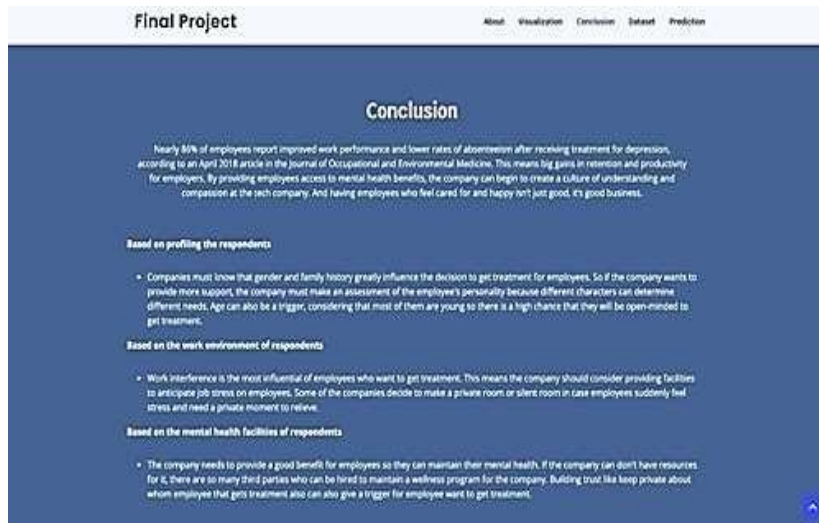 Final Project
About Visualization Conclusion Dataset Prediction
Conclusion
Nearly 86% of employees report improved work performance and lower rates of absenteeism after receiving treatment for depression,
according to an April 2018 article in the Journal of Occupational and Environmental Medicine. This means big gains in retention and productivity
for employers. By providing employees access to mental health benefits, the company can begin to create a culture of understanding and
compassion at the tech company. And having employees who feel cared for and happy isn't just good, it's good business.
Based on profiling the respondents
• Companies must know that gender and family history greatly influence the decision to get treatment for employees. So if the company wants to
provide more support, the company must make an assessment of the employee's personality because different characters can determine
different needs. Age can also be a trigger, considering that most of them are young so there is a high chance that they will be open-minded to
get treatment.
Based on the work environment of respondents
• Work interference is the most influential of employees who want to get treatment. This means the company should consider providing facilities
to anticipate job stress on employees. Some of the companies decide to make a private room or silent room in case employees suddenly feel
stress and need a private moment to relieve.
Based on the mental health facilities of respondents
• The company needs to provide a good benefit for employees so they can maintain their mental health. If the company can don't have resources
for it, there are so many third parties who can be hired to maintain a wellness program for the company. Building trust like keep private about
whom employee that gets treatment also can also give a trigger for employee want to get treatment.